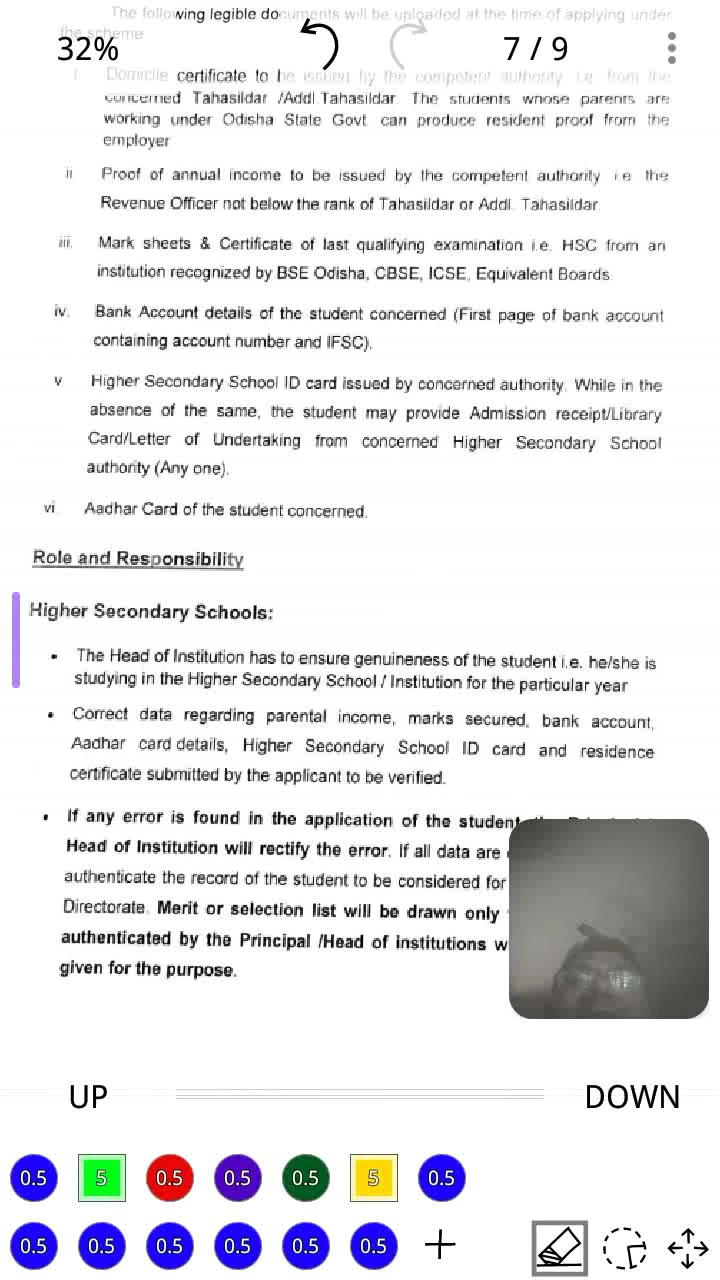 The following legible documents will be uploaded at the time of applying under
the scheme
32%
7 / 9
i. Domicile certificate to be issued by the competent authority i.e. from the
concerned Tahasildar /Addl.Tahasildar. The students whose parents are
working under Odisha State Govt can produce resident proof from the
employer
ii Proof of annual income to be issued by the competent authority i.e the
Revenue Officer not below the rank of Tahasildar or Addl. Tahasildar.
iii. Mark sheets & Certificate of last qualifying examination i.e. HSC from an
institution recognized by BSE Odisha, CBSE, ICSE, Equivalent Boards.
iv. Bank Account details of the student concerned (First page of bank account
containing account number and IFSC).
v Higher Secondary School ID card issued by concerned authority. While in the
absence of the same, the student may provide Admission receipt/Library
Card/Letter of Undertaking from concerned Higher Secondary School
authority (Any one).
vi. Aadhar Card of the student concerned.
Role and Responsibility
Higher Secondary Schools:
• The Head of Institution has to ensure genuineness of the student i.e. he/she is
studying in the Higher Secondary School / Institution for the particular year
• Correct data regarding parental income, marks secured, bank account,
Aadhar card details, Higher Secondary School ID card and residence
certificate submitted by the applicant to be verified.
• If any error is found in the application of the student
Head of Institution will rectify the error. If all data are
authenticate the record of the student to be considered for
Directorate. Merit or selection list will be drawn only
authenticated by the Principal /Head of institutions
given for the purpose.
UP
DOWN
0.5 5 0.5 0.5 0.5 5 0.5
0.5 0.5 0.5 0.5 0.5 0.5 +